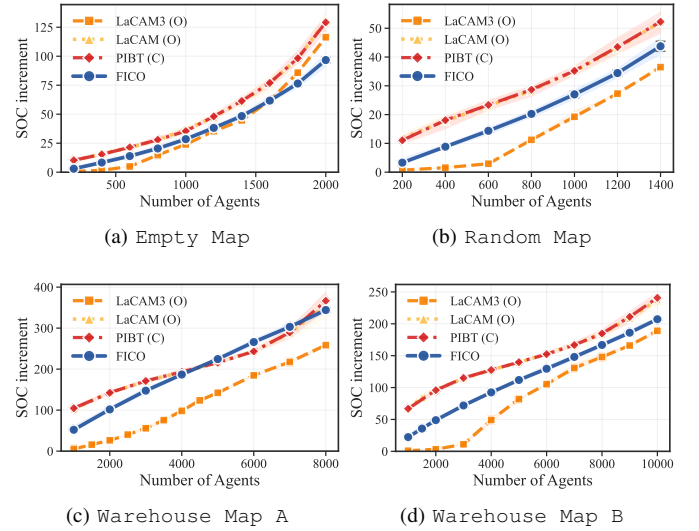 LaCAM3 (O)
LaCAM (O)
PIBT (C)
FICO
SOC increment
125
100
75
50
25
0
500
1000
1500
2000
Number of Agents
(a) Empty Map
LaCAM3 (O)
LaCAM (O)
PIBT (C)
FICO
SOC increment
50
40
30
20
10
0
200
400
600
800
1000
1200
1400
Number of Agents
(b) Random Map
LaCAM3 (O)
LaCAM (O)
PIBT (C)
FICO
SOC increment
400
300
200
100
0
2000
4000
6000
8000
Number of Agents
(c) Warehouse Map A
LaCAM3 (O)
LaCAM (O)
PIBT (C)
FICO
SOC increment
250
200
150
100
50
0
2000
4000
6000
8000
10000
Number of Agents
(d) Warehouse Map B